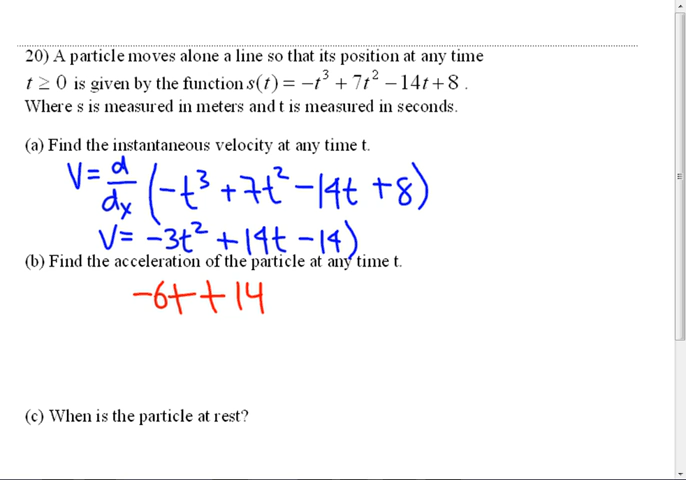 20) A particle moves alone a line so that its position at any time
t ≥ 0 is given by the function s(t) = −t³ + 7t² − 14t + 8 .
Where s is measured in meters and t is measured in seconds.
(a) Find the instantaneous velocity at any time t.
V= d/dx (−t³ + 7t² − 14t + 8)
V= −3t² + 14t − 14)
(b) Find the acceleration of the particle at any time t.
−6t + 14
(c) When is the particle at rest?